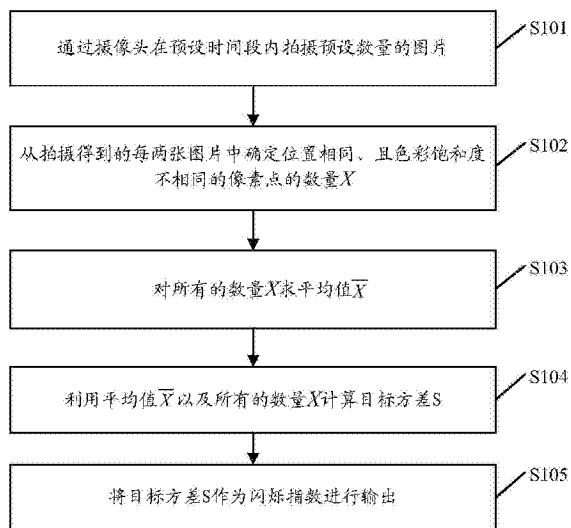 通过摄像头在预设时间段内拍摄预设数量的图片
S101
从拍摄得到的每两张图片中确定位置相同、且色彩饱和度
不相同的像素点的数量X
S102
对所有的数量X求平均值X̅
S103
利用平均值X̅以及所有的数量X计算目标方差S
S104
将目标方差S作为闪烁指数进行输出
S105